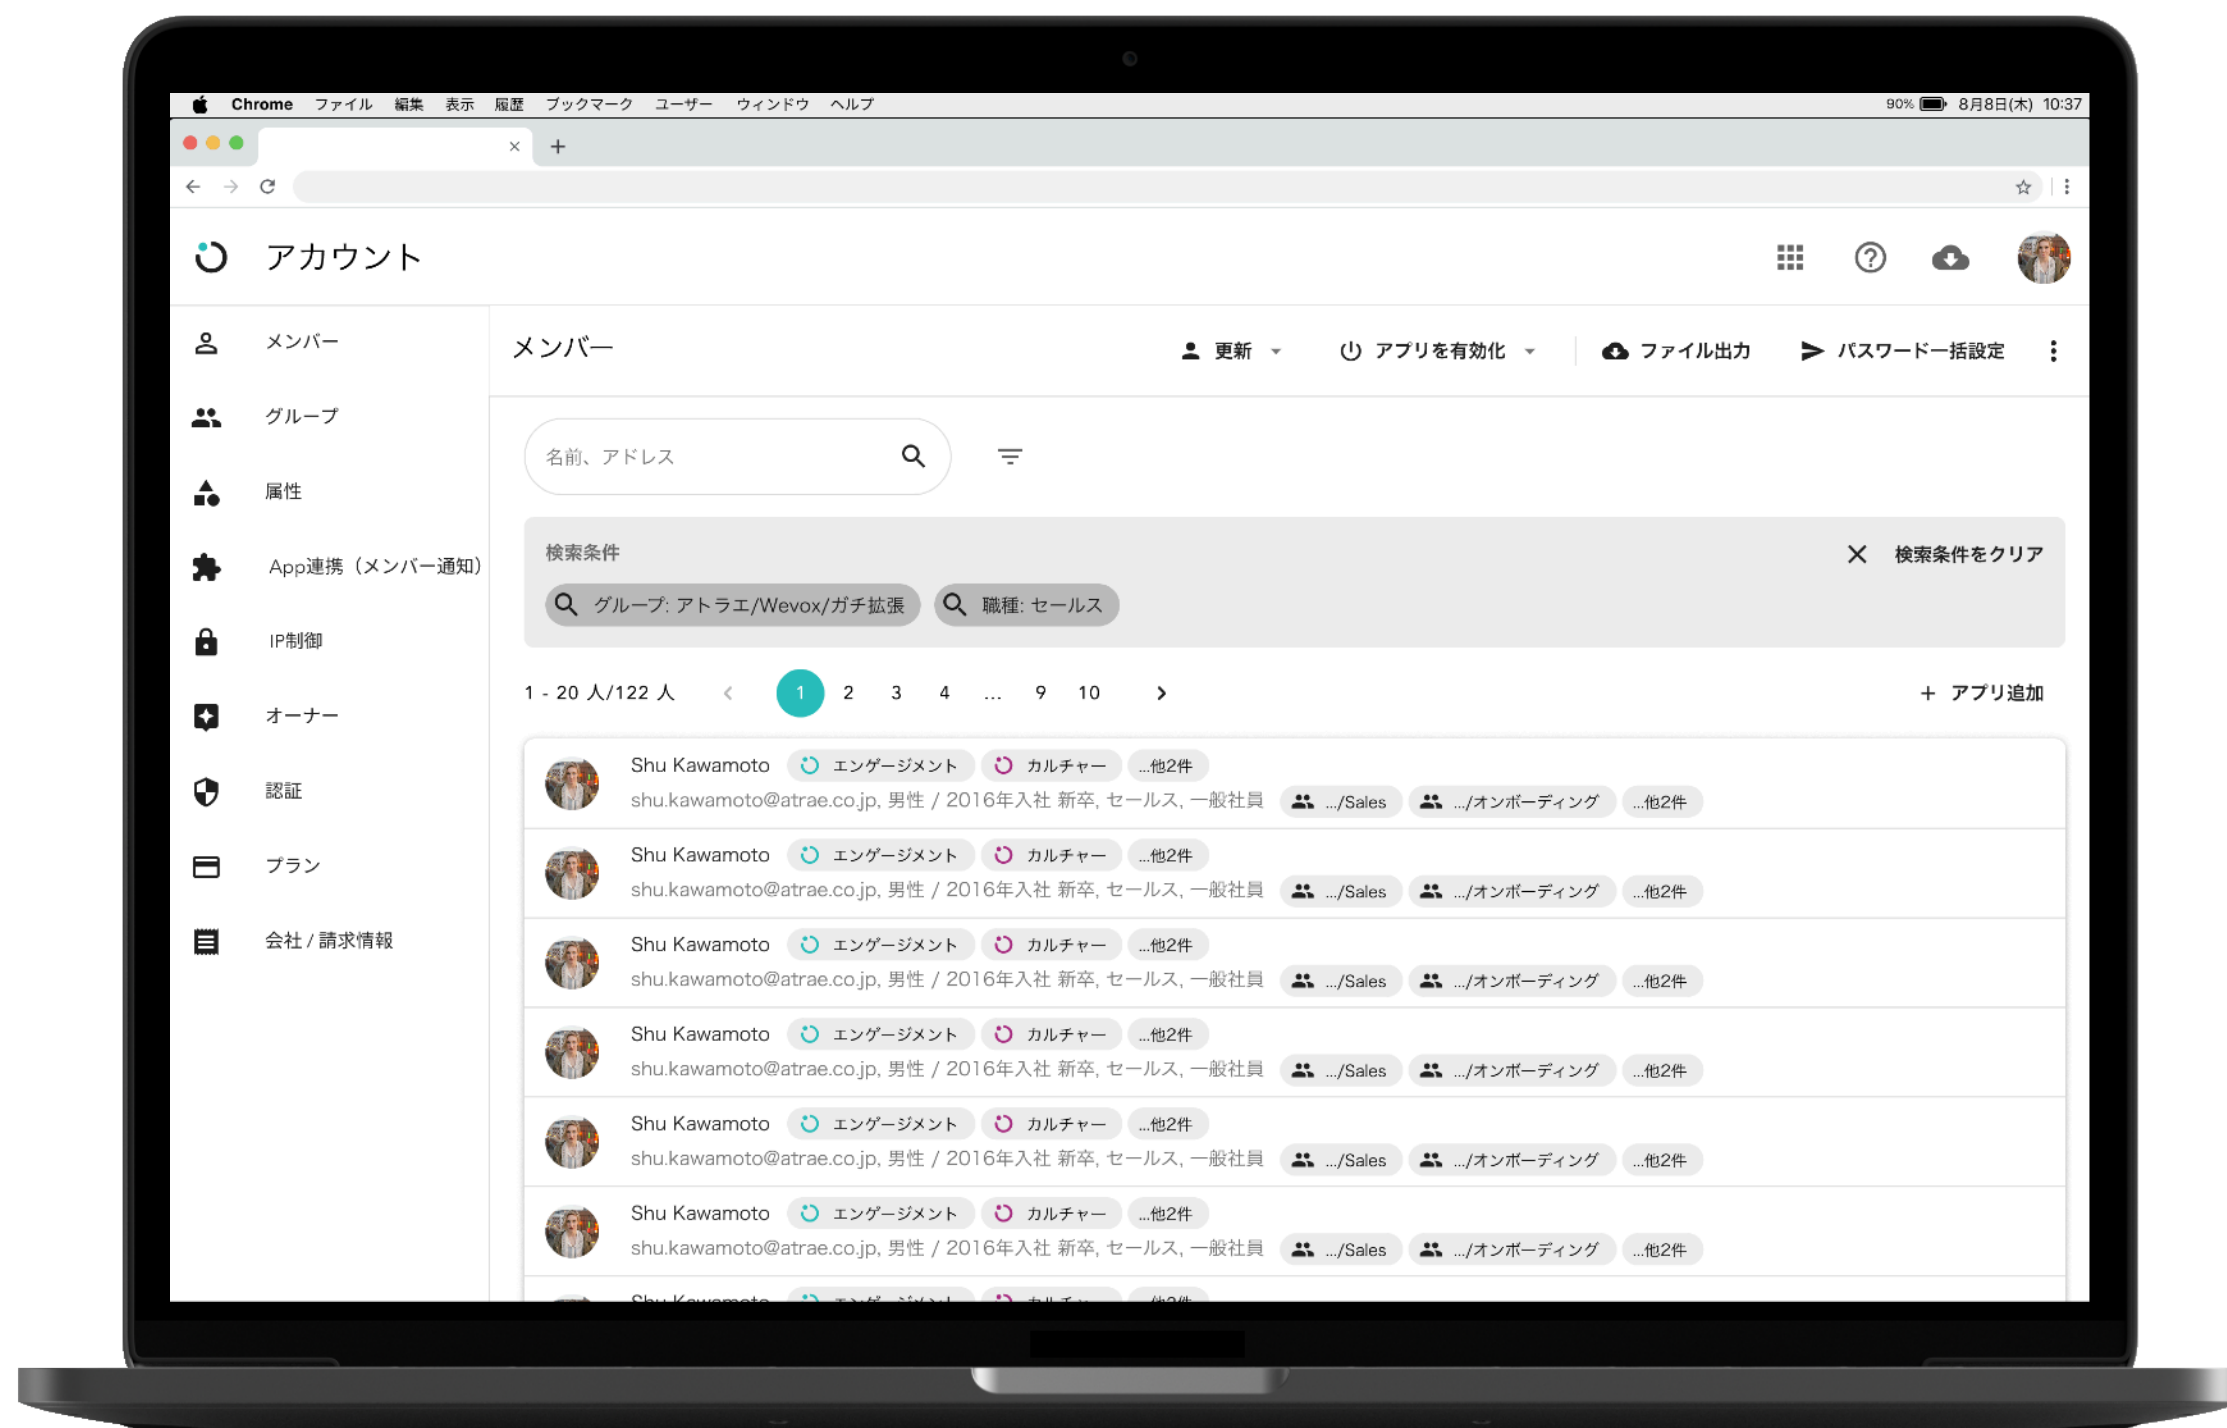 Chrome ファイル 編集 表示 履歴 ブックマーク ユーザー ウィンドウ ヘルプ 90% 8月8日(木) 10:37
アカウント
メンバー
グループ
属性
App連携（メンバー通知）
IP制御
オーナー
認証
プラン
会社 / 請求情報
メンバー 更新 アプリを有効化 ファイル出力 パスワード一括設定
名前、アドレス
検索条件 検索条件をクリア
グループ: アトラエ/Wevox/ガチ拡張 職種: セールス
1 - 20 人/122 人 1 2 3 4 ... 9 10 + アプリ追加
Shu Kawamoto エンゲージメント カルチャー ...他2件
shu.kawamoto@atrae.co.jp, 男性 / 2016年入社 新卒, セールス, 一般社員 .../Sales .../オンボーディング ...他2件
Shu Kawamoto エンゲージメント カルチャー ...他2件
shu.kawamoto@atrae.co.jp, 男性 / 2016年入社 新卒, セールス, 一般社員 .../Sales .../オンボーディング ...他2件
Shu Kawamoto エンゲージメント カルチャー ...他2件
shu.kawamoto@atrae.co.jp, 男性 / 2016年入社 新卒, セールス, 一般社員 .../Sales .../オンボーディング ...他2件
Shu Kawamoto エンゲージメント カルチャー ...他2件
shu.kawamoto@atrae.co.jp, 男性 / 2016年入社 新卒, セールス, 一般社員 .../Sales .../オンボーディング ...他2件
Shu Kawamoto エンゲージメント カルチャー ...他2件
shu.kawamoto@atrae.co.jp, 男性 / 2016年入社 新卒, セールス, 一般社員 .../Sales .../オンボーディング ...他2件
Shu Kawamoto エンゲージメント カルチャー ...他2件
shu.kawamoto@atrae.co.jp, 男性 / 2016年入社 新卒, セールス, 一般社員 .../Sales .../オンボーディング ...他2件
Shu Kawamoto エンゲージメント カルチャー ...他2件